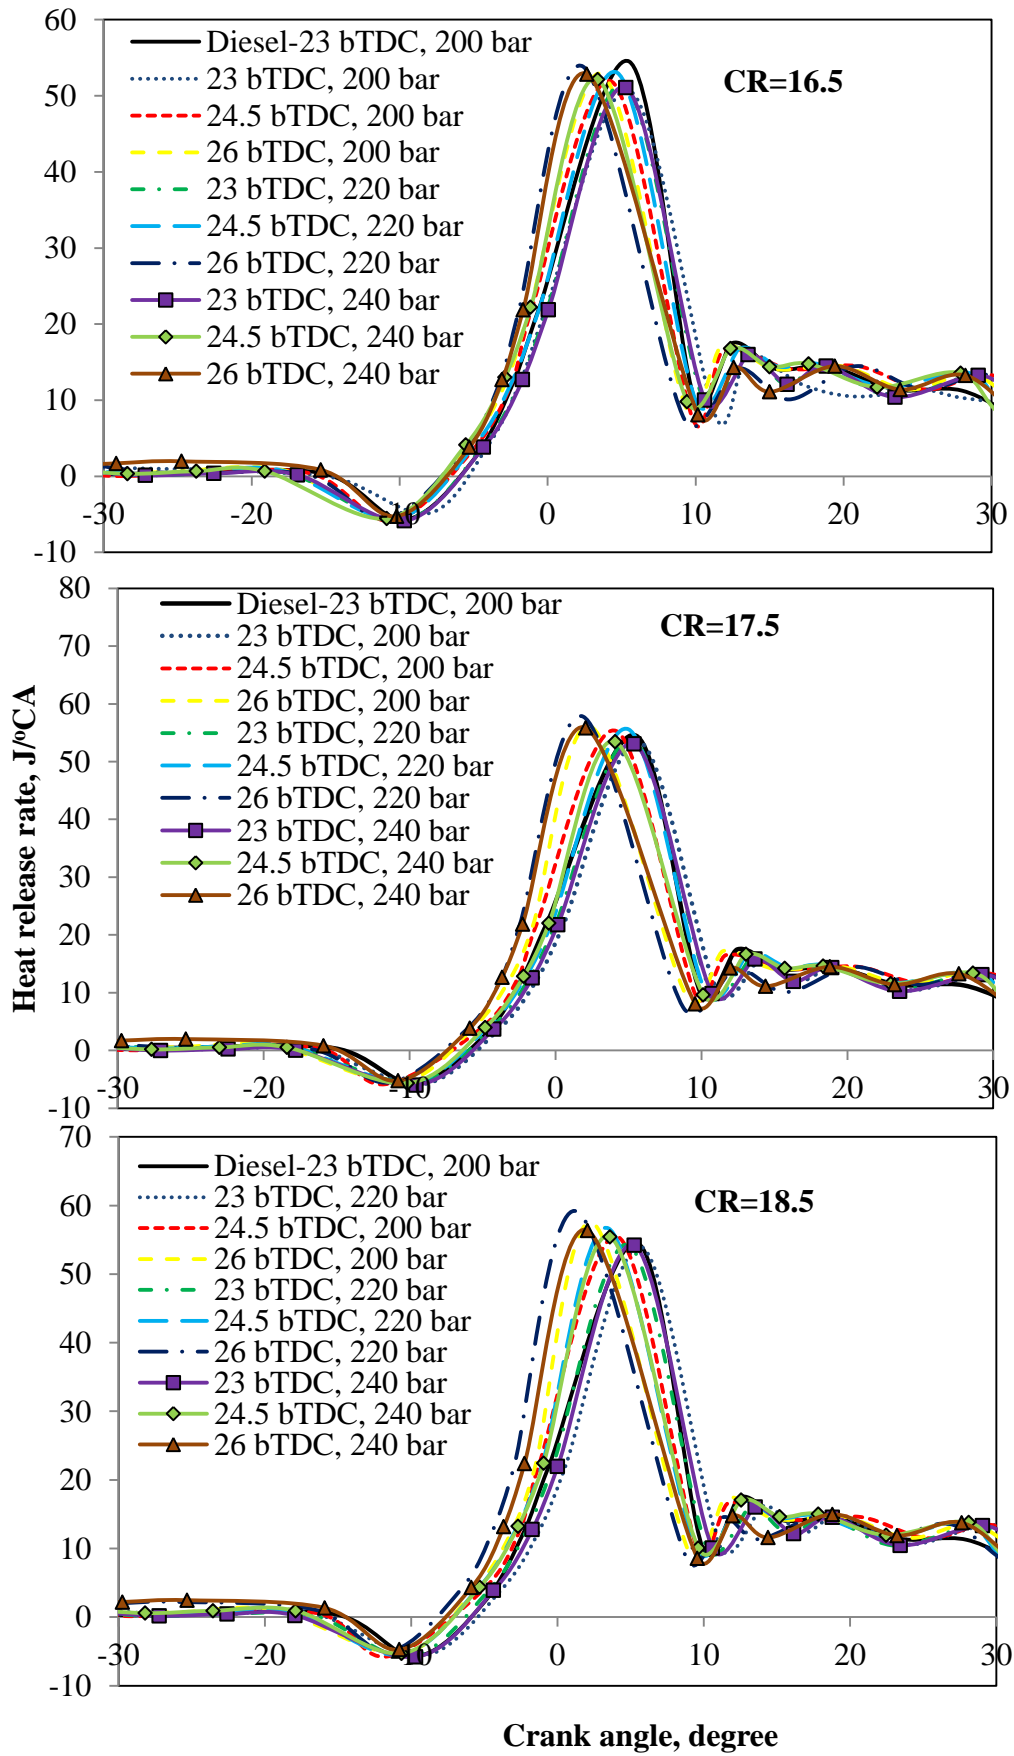 60
50
40
30
20
10
0
-10
-30
-20
-10
0
10
20
30
Diesel-23 bTDC, 200 bar
23 bTDC, 200 bar
24.5 bTDC, 200 bar
26 bTDC, 200 bar
23 bTDC, 220 bar
24.5 bTDC, 220 bar
26 bTDC, 220 bar
23 bTDC, 240 bar
24.5 bTDC, 240 bar
26 bTDC, 240 bar
CR=16.5
Heat release rate, J/ºCA
80
70
60
50
40
30
20
10
0
-10
-30
-20
-10
0
10
20
30
Diesel-23 bTDC, 200 bar
23 bTDC, 200 bar
24.5 bTDC, 200 bar
26 bTDC, 200 bar
23 bTDC, 220 bar
24.5 bTDC, 220 bar
26 bTDC, 220 bar
23 bTDC, 240 bar
24.5 bTDC, 240 bar
26 bTDC, 240 bar
CR=17.5
70
60
50
40
30
20
10
0
-10
-30
-20
-10
0
10
20
30
Diesel-23 bTDC, 200 bar
23 bTDC, 220 bar
24.5 bTDC, 200 bar
26 bTDC, 200 bar
23 bTDC, 220 bar
24.5 bTDC, 220 bar
26 bTDC, 220 bar
23 bTDC, 240 bar
24.5 bTDC, 240 bar
26 bTDC, 240 bar
CR=18.5
Crank angle, degree